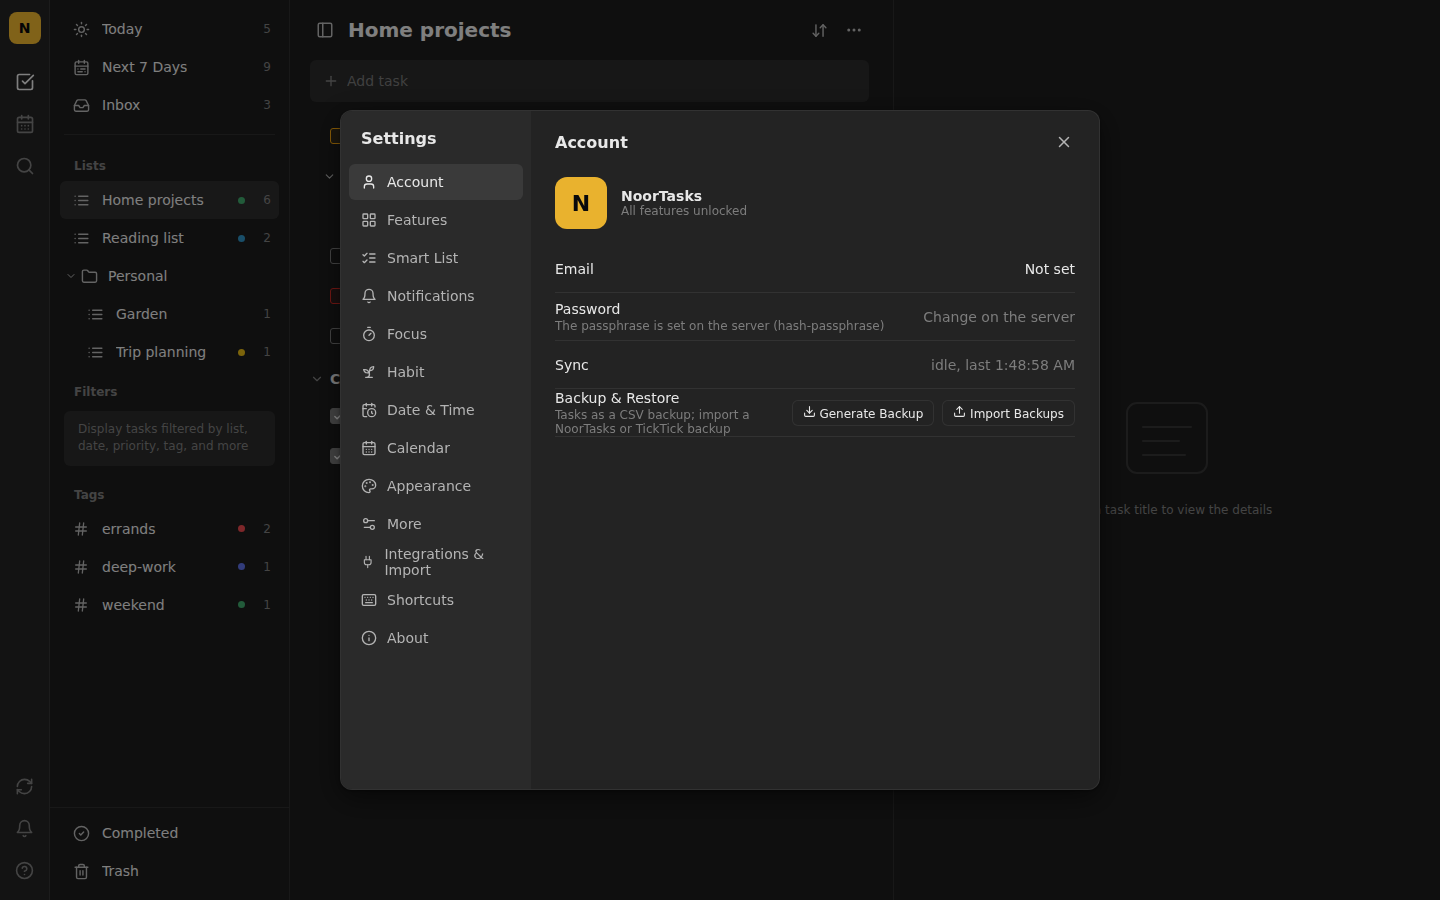 N
Today 5
Next 7 Days 9
Inbox 3
Lists
Home projects 6
Reading list 2
Personal
Garden 1
Trip planning 1
Filters
Display tasks filtered by list,
date, priority, tag, and more
Tags
errands 2
deep-work 1
weekend 1
Completed
Trash
Home projects
Add task
C
Settings
Account
Features
Smart List
Notifications
Focus
Habit
Date & Time
Calendar
Appearance
More
Integrations &
Import
Shortcuts
About
Account
N
NoorTasks
All features unlocked
Email Not set
Password
The passphrase is set on the server (hash-passphrase)
Change on the server
Sync idle, last 1:48:58 AM
Backup & Restore
Tasks as a CSV backup; import a
NoorTasks or TickTick backup
Generate Backup Import Backups
task title to view the details